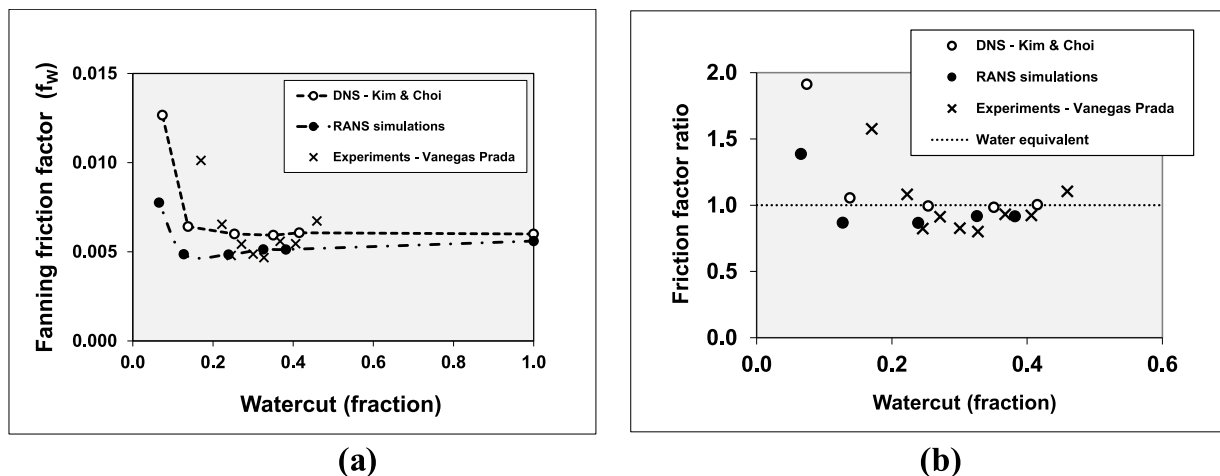 0.015
0.010
0.005
0.000
Fanning friction factor (fw)
DNS - Kim & Choi
RANS simulations
Experiments - Vanegas Prada
0.0 0.2 0.4 0.6 0.8 1.0
Watercut (fraction)
(a)
2.0
1.5
1.0
0.5
0.0
Friction factor ratio
DNS - Kim & Choi
RANS simulations
Experiments - Vanegas Prada
Water equivalent
0.0 0.2 0.4 0.6
Watercut (fraction)
(b)